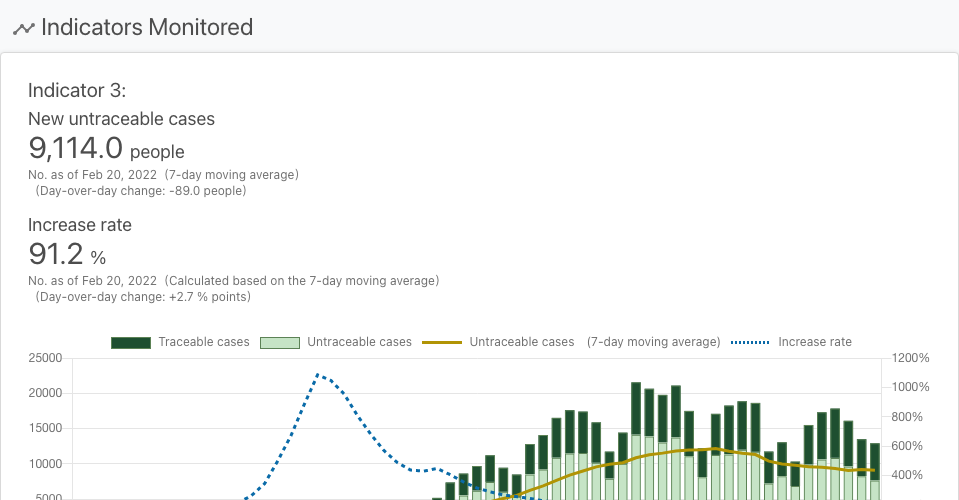 Indicators Monitored
Indicator 3:
New untraceable cases
9,114.0 people
No. as of Feb 20, 2022 (7-day moving average)
(Day-over-day change: -89.0 people)
Increase rate
91.2 %
No. as of Feb 20, 2022 (Calculated based on the 7-day moving average)
(Day-over-day change: +2.7 % points)
Traceable cases Untraceable cases Untraceable cases (7-day moving average) Increase rate
25000 1200%
20000 1000%
15000 800%
10000 600%
5000 400%